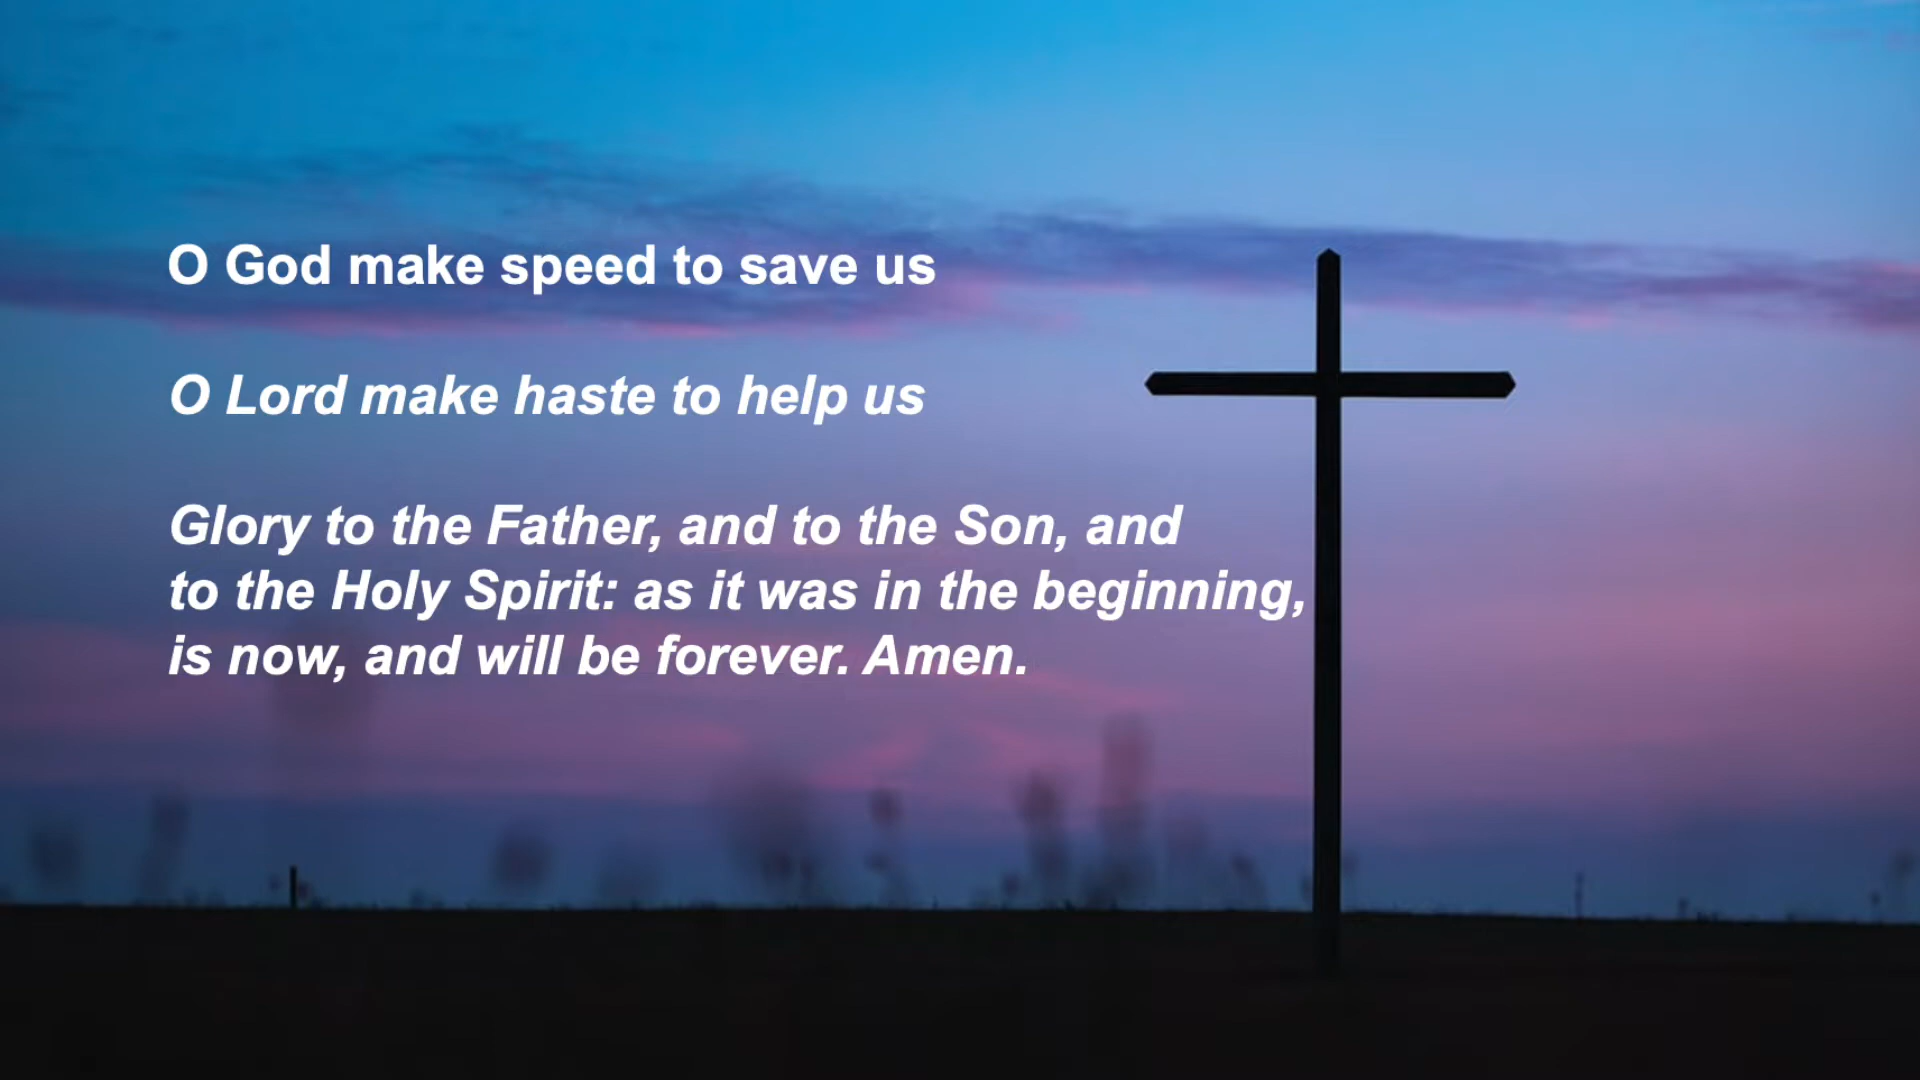 O God make speed to save us
O Lord make haste to help us
Glory to the Father, and to the Son, and
to the Holy Spirit: as it was in the beginning,
is now, and will be forever. Amen.